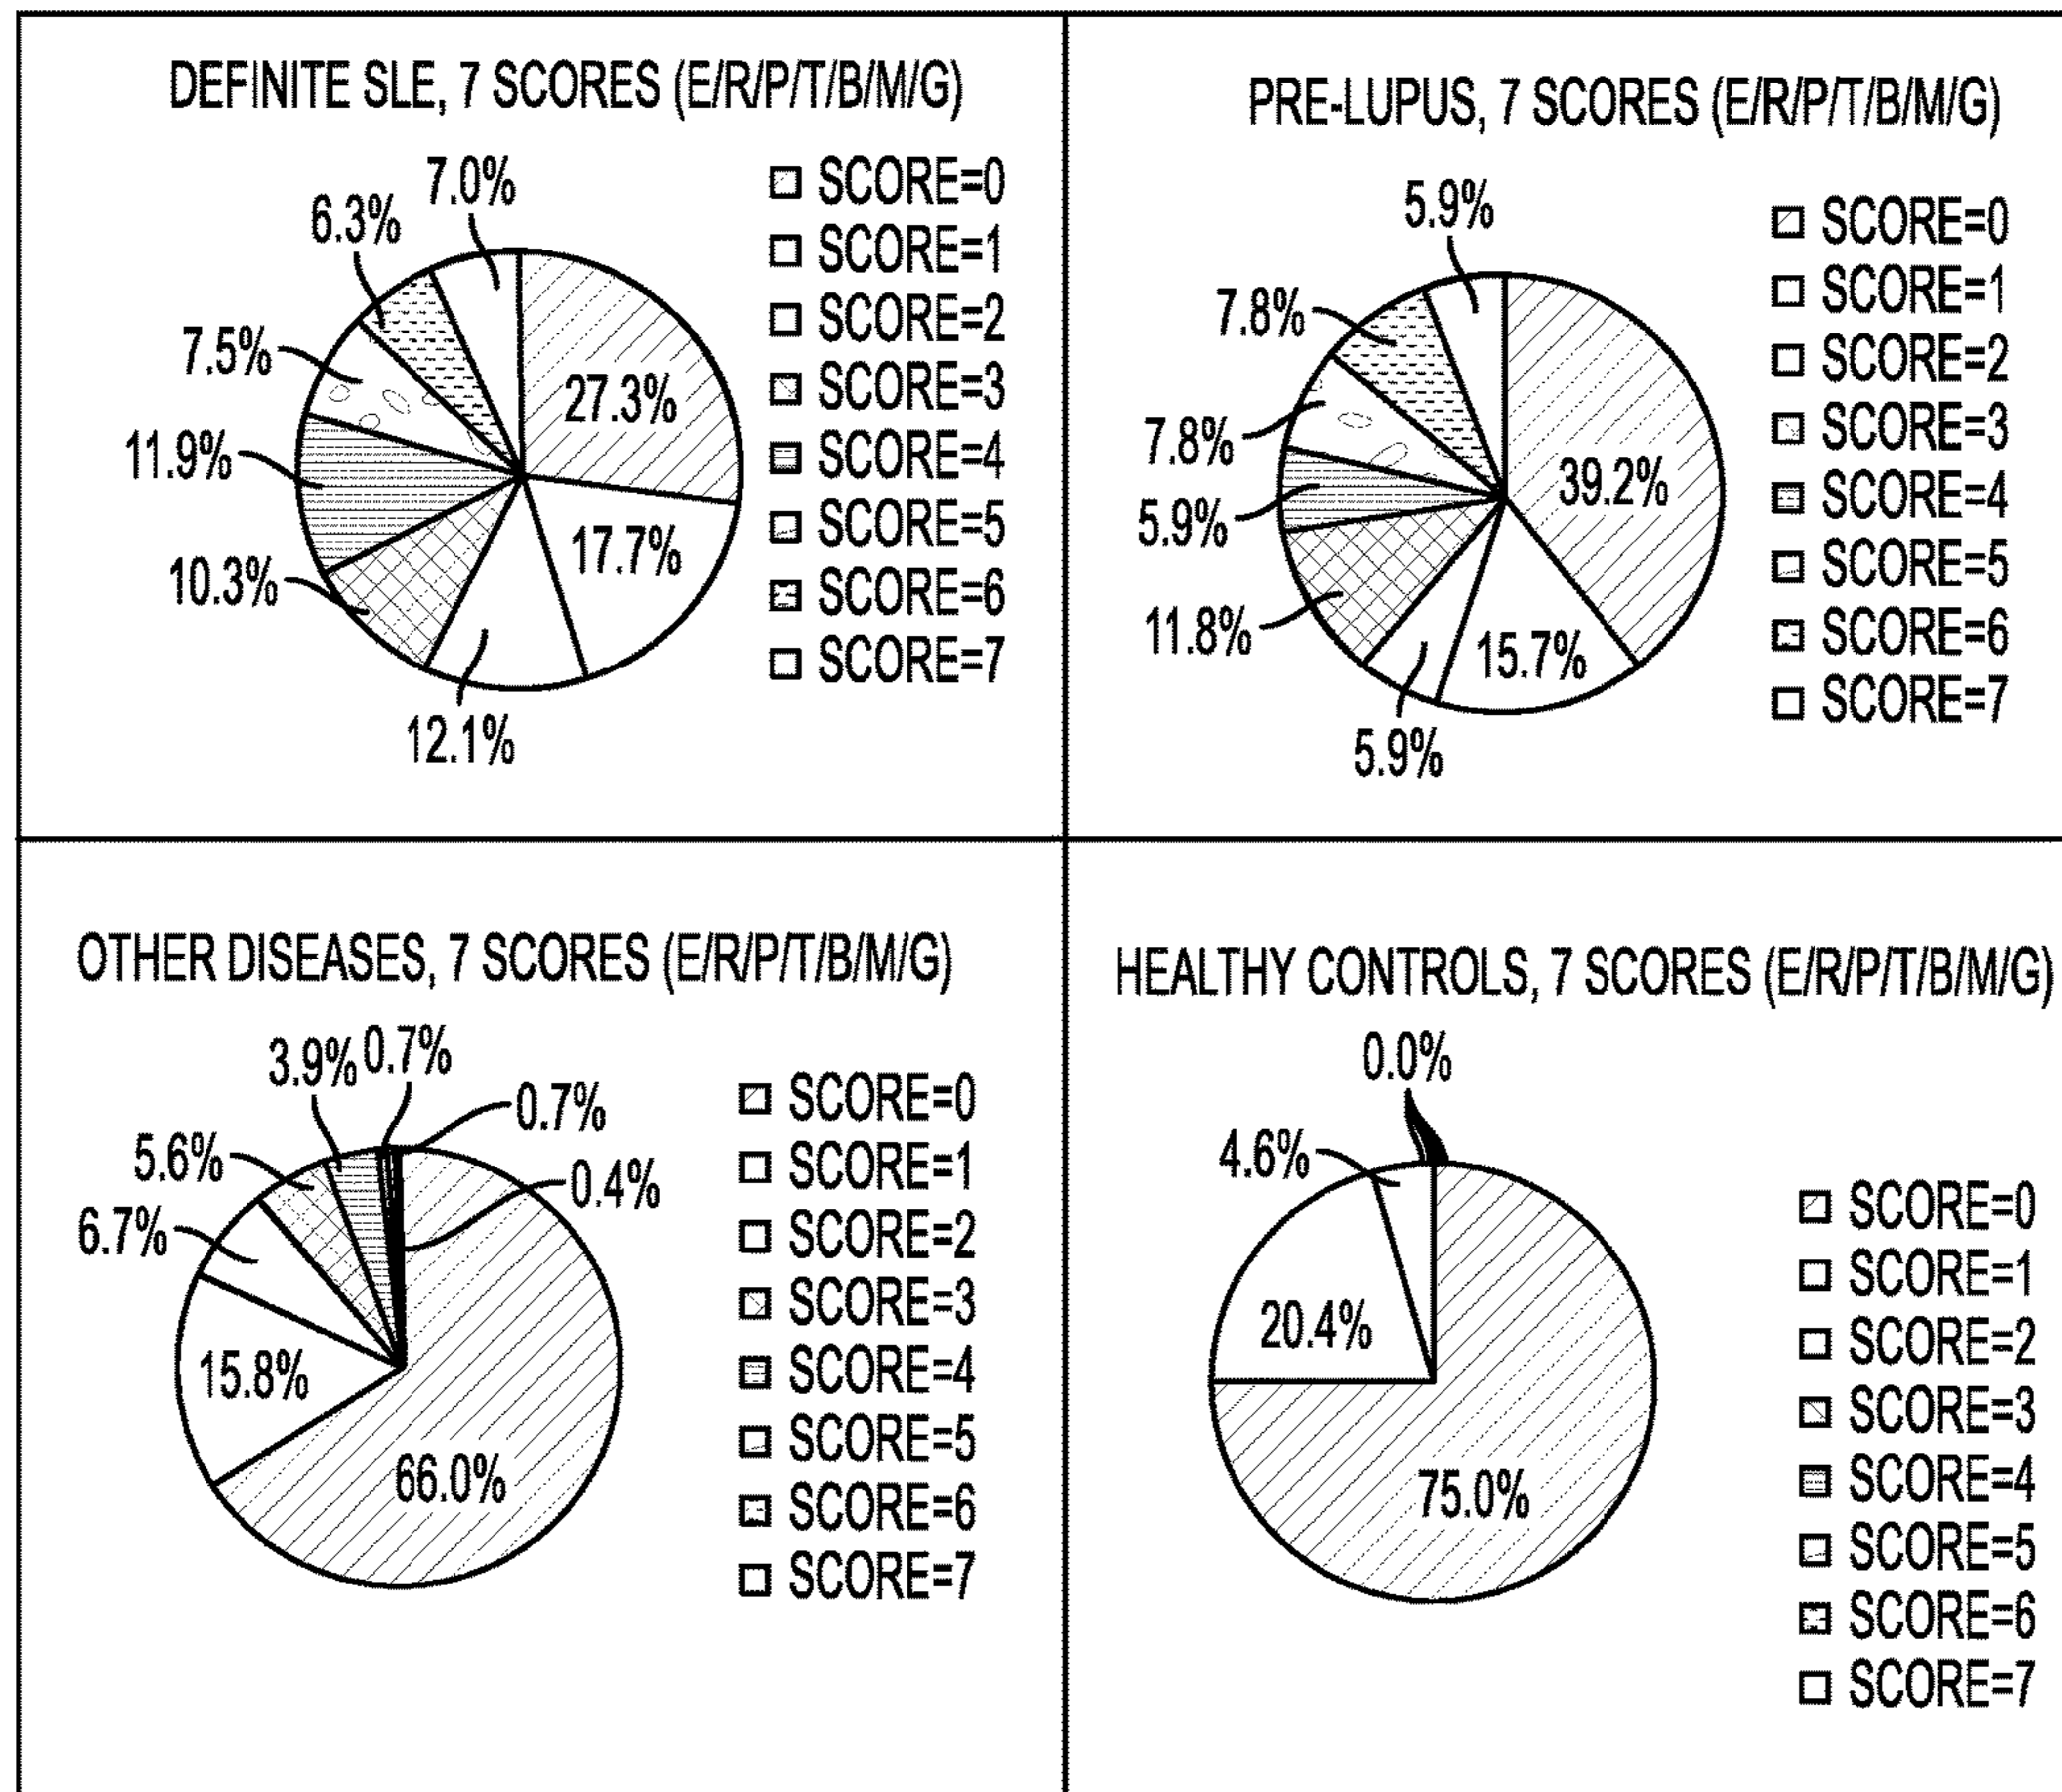 DEFINITE SLE, 7 SCORES (E/R/P/T/B/M/G)
7.0%
6.3%
7.5%
11.9%
10.3%
12.1%
17.7%
27.3%
SCORE=0
SCORE=1
SCORE=2
SCORE=3
SCORE=4
SCORE=5
SCORE=6
SCORE=7
PRE-LUPUS, 7 SCORES (E/R/P/T/B/M/G)
5.9%
7.8%
7.8%
5.9%
11.8%
5.9%
15.7%
39.2%
SCORE=0
SCORE=1
SCORE=2
SCORE=3
SCORE=4
SCORE=5
SCORE=6
SCORE=7
OTHER DISEASES, 7 SCORES (E/R/P/T/B/M/G)
3.9% 0.7%
0.7%
0.4%
5.6%
6.7%
15.8%
66.0%
SCORE=0
SCORE=1
SCORE=2
SCORE=3
SCORE=4
SCORE=5
SCORE=6
SCORE=7
HEALTHY CONTROLS, 7 SCORES (E/R/P/T/B/M/G)
0.0%
4.6%
20.4%
75.0%
SCORE=0
SCORE=1
SCORE=2
SCORE=3
SCORE=4
SCORE=5
SCORE=6
SCORE=7